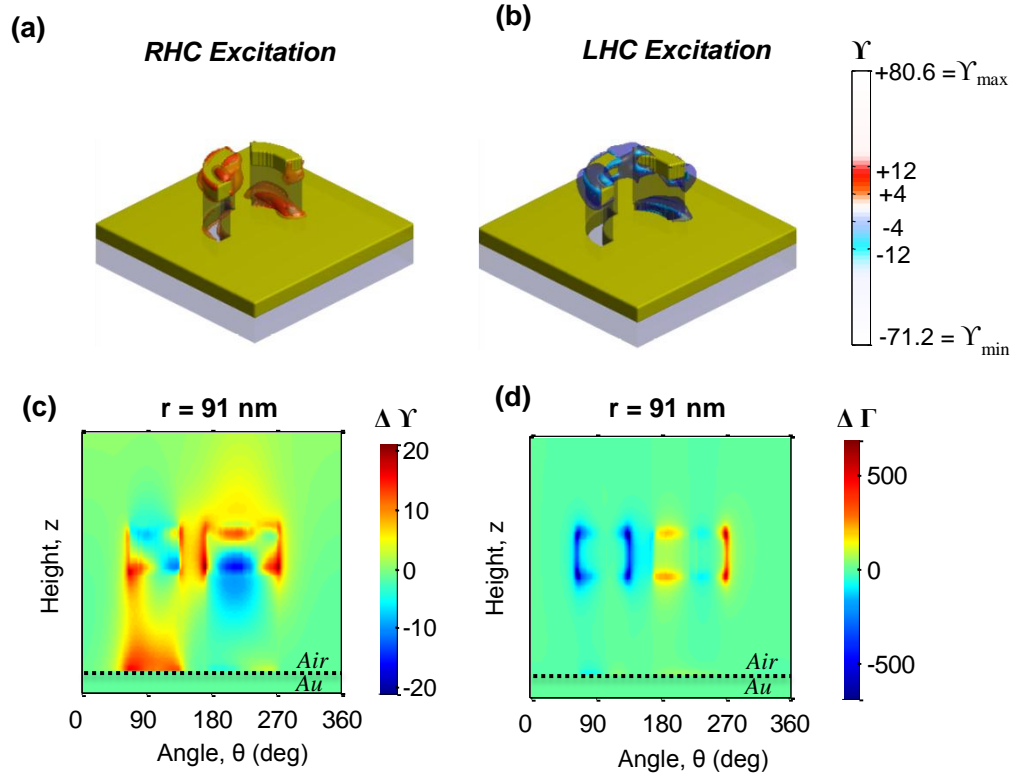 (a)
RHC Excitation
(b)
LHC Excitation
ϒ
+80.6 = ϒmax
+12
+4
-4
-12
-71.2 = ϒmin
(c)
r = 91 nm
Δ ϒ
20
10
0
-10
-20
Height, z
Air
Au
0 90 180 270 360
Angle, θ (deg)
(d)
r = 91 nm
Δ Γ
500
0
-500
Height, z
Air
Au
0 90 180 270 360
Angle, θ (deg)